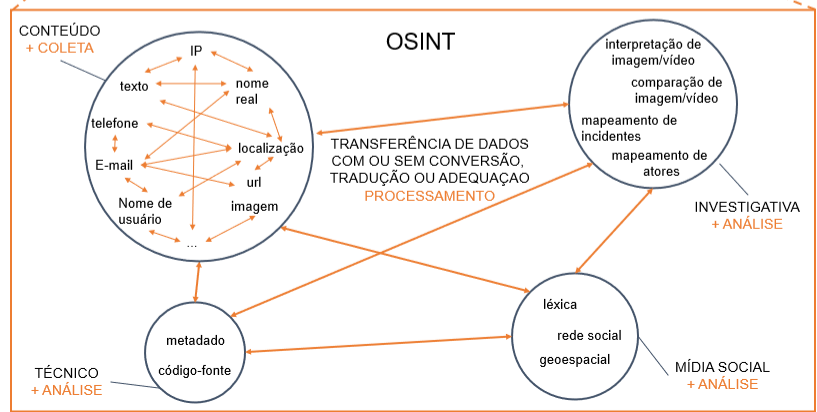 OSINT
CONTEÚDO
+ COLETA
IP
texto
nome
real
telefone
localização
E-mail
url
Nome de
usuário
imagem
...
TRANSFERÊNCIA DE DADOS
COM OU SEM CONVERSÃO,
TRADUÇÃO OU ADEQUAÇAO
PROCESSAMENTO
interpretação de
imagem/vídeo
comparação de
imagem/vídeo
mapeamento de
incidentes
mapeamento de
atores
INVESTIGATIVA
+ ANÁLISE
metadado
código-fonte
TÉCNICO
+ ANÁLISE
léxica
rede social
geoespacial
MÍDIA SOCIAL
+ ANÁLISE